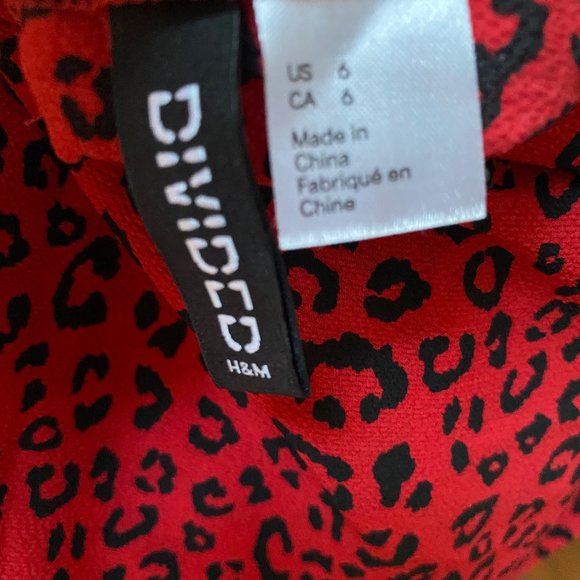 DIVIDED
H&M
US 6
CA 6
Made in
China
Fabriqué en
Chine